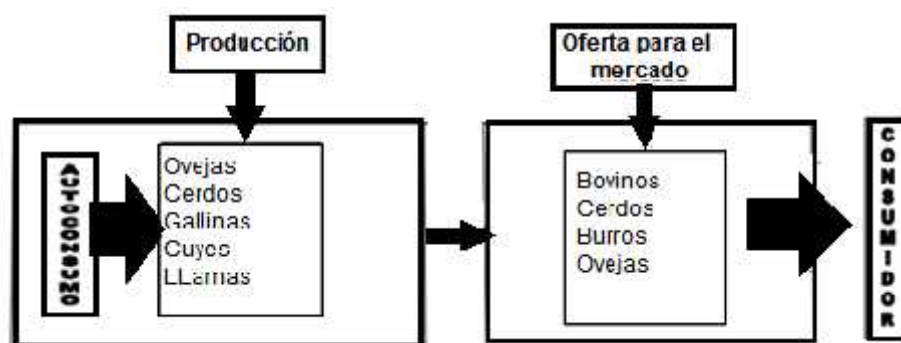 Producción
Oferta para el
mercado
AUTOCONSUMO
Ovejas
Cerdos
Gallinas
Cuyes
LLamas
Bovinos
Cerdos
Burros
Ovejas
CONSUMIDOR